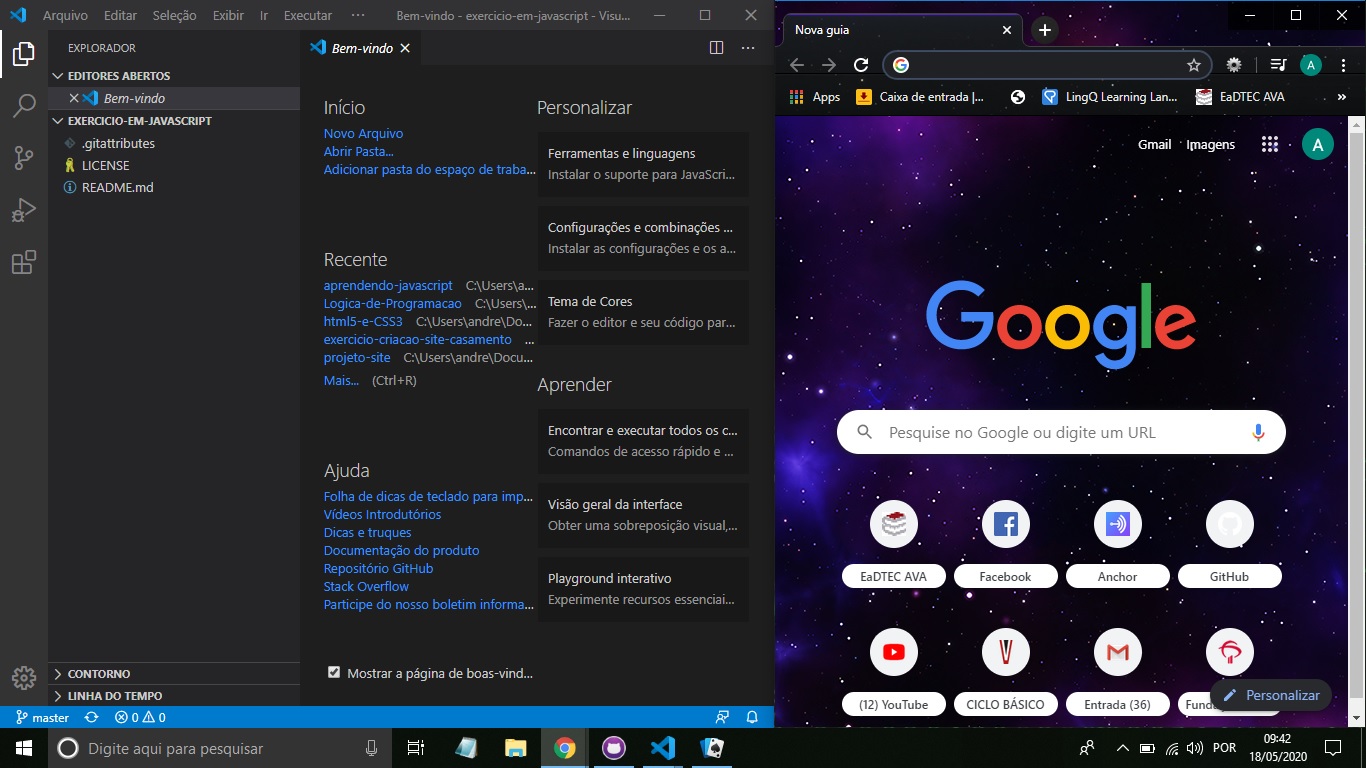 Arquivo Editar Seleção Exibir Ir Executar ··· Bem-vindo - exercicio-em-javascript - Visu...
EXPLORADOR
EDITORES ABERTOS
Bem-vindo
EXERCICIO-EM-JAVASCRIPT
.gitattributes
LICENSE
README.md
CONTORNO
LINHA DO TEMPO
Bem-vindo
Início
Novo Arquivo
Abrir Pasta...
Adicionar pasta do espaço de traba...
Recente
aprendendo-javascript C:\Users\a...
Logica-de-Programacao C:\Users\...
html5-e-CSS3 C:\Users\andre\Do...
exercicio-criacao-site-casamento ...
projeto-site C:\Users\andre\Docu...
Mais... (Ctrl+R)
Ajuda
Folha de dicas de teclado para imp...
Vídeos Introdutórios
Dicas e truques
Documentação do produto
Repositório GitHub
Stack Overflow
Participe do nosso boletim informa...
Personalizar
Ferramentas e linguagens
Instalar o suporte para JavaScri...
Configurações e combinações ...
Instalar as configurações e os a...
Tema de Cores
Fazer o editor e seu código par...
Aprender
Encontrar e executar todos os c...
Comandos de acesso rápido e ...
Visão geral da interface
Obter uma sobreposição visual,...
Playground interativo
Experimente recursos essenciai...
Mostrar a página de boas-vind...
master 0 0
Nova guia
A
Apps Caixa de entrada |... LingQ Learning Lan... EaDTEC AVA »
Gmail Imagens A
Google
Pesquise no Google ou digite um URL
EaDTEC AVA Facebook Anchor GitHub
(12) YouTube CICLO BÁSICO Entrada (36) Fund
Personalizar
Digite aqui para pesquisar
POR
09:42
18/05/2020